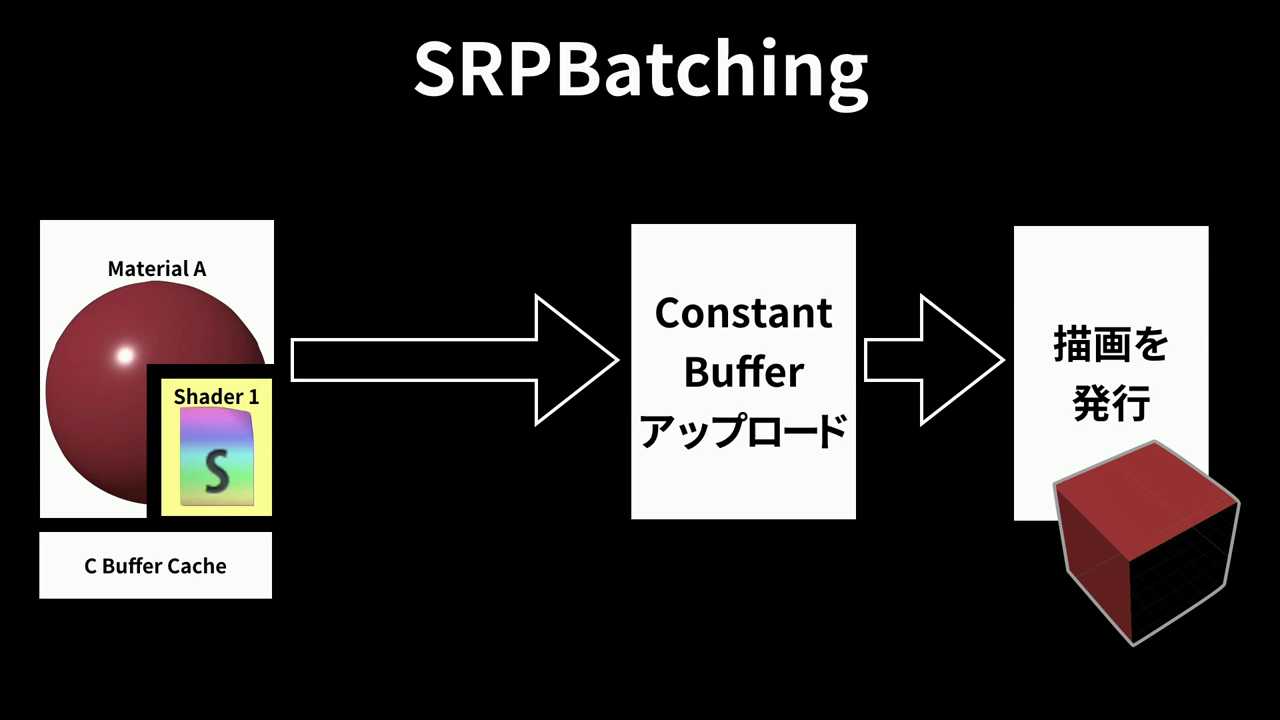 SRPBatching
Material A
Shader 1
S
C Buffer Cache
Constant
Buffer
アップロード
描画を
発行